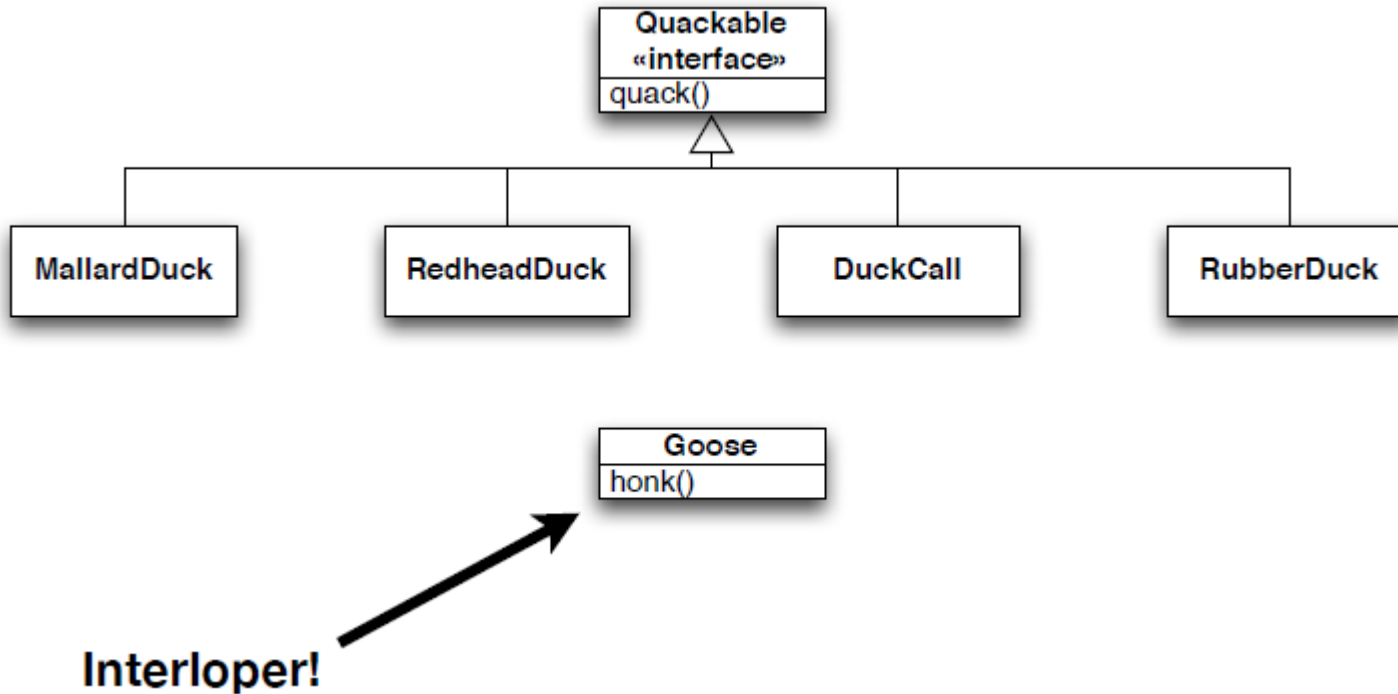 Quackable
«interface»
quack()
MallardDuck
RedheadDuck
DuckCall
RubberDuck
Goose
honk()
Interloper!